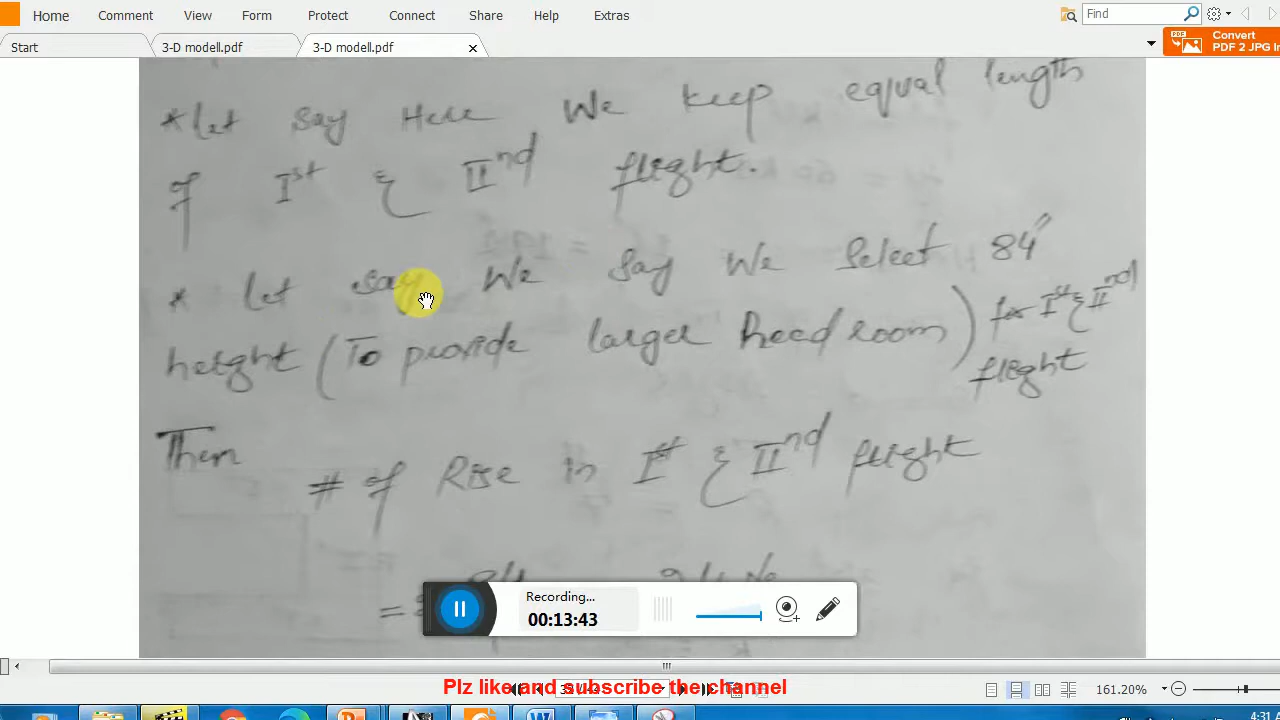 Home Comment View Form Protect Connect Share Help Extras Find
Start 3-D modell.pdf 3-D modell.pdf
Convert
PDF 2 JPG In
*Let Say Here We keep equal length
of Ist & IInd flight.
* Let say We Say We Select 84"
height (To provide larger head room) for Ist & IInd
flight
Then # of Rise in Ist & IInd flight
=
Recording...
00:13:43
Plz like and subscribe the channel
161.20%
4:31